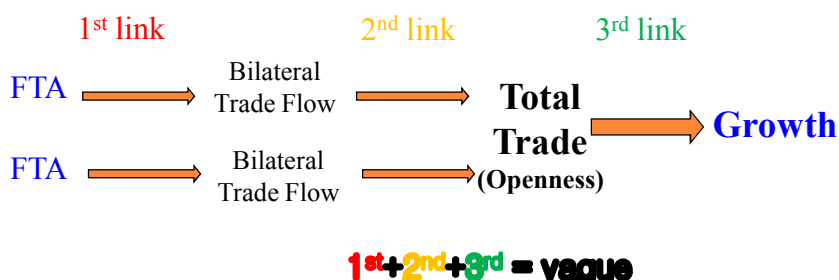 1st link 2nd link 3rd link
FTA Bilateral Trade Flow
Total Trade (Openness)
Growth
FTA Bilateral Trade Flow
1st+2nd+3rd = vague